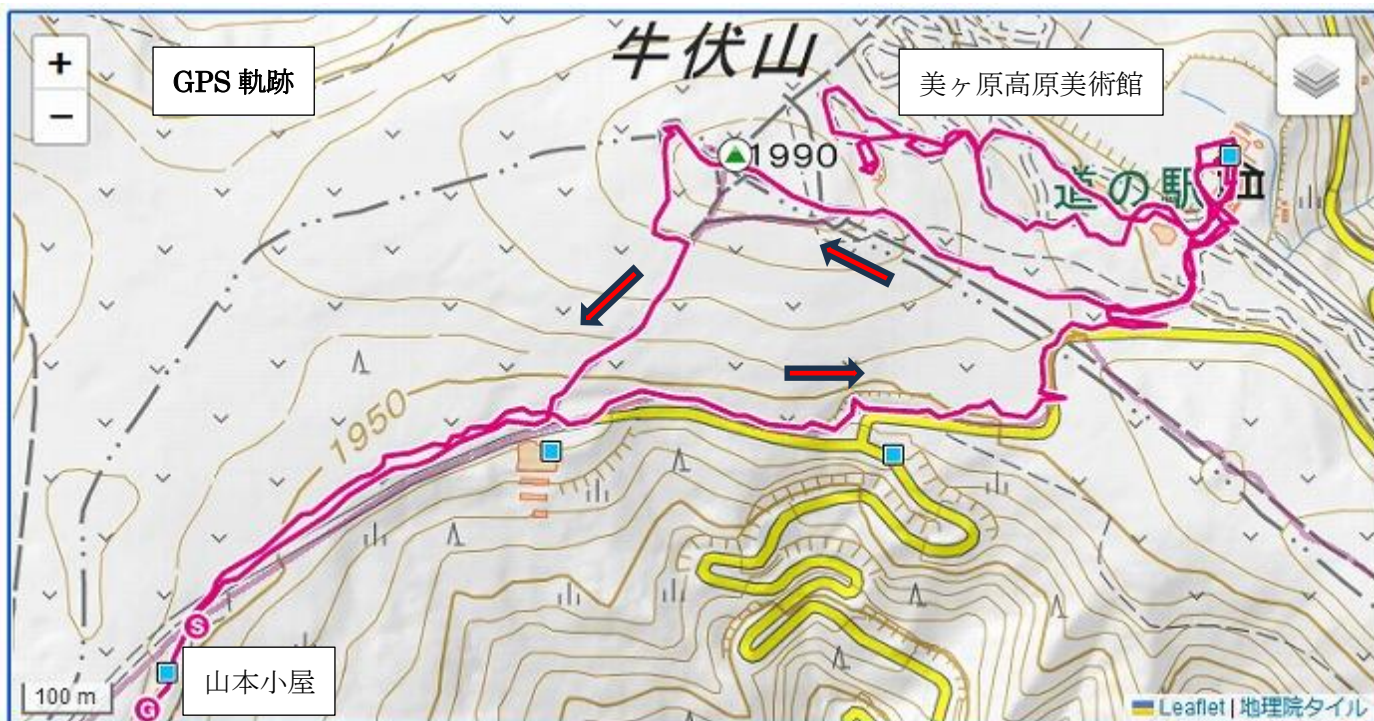 +
−
GPS 軌跡
牛伏山
美ヶ原高原美術館
1990
道の駅
1950
S
山本小屋
G
100 m
Leaflet | 地理院タイル